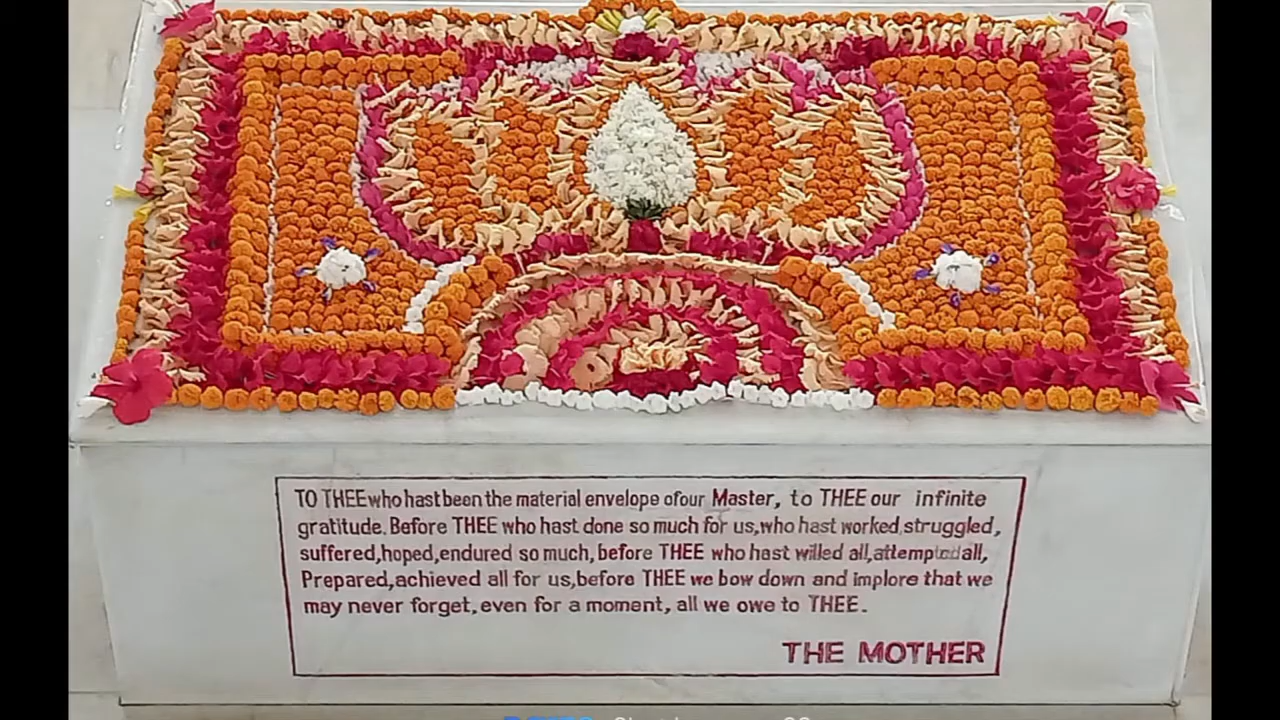 TO THEE who hast been the material envelope of our Master, to THEE our infinite
gratitude. Before THEE who hast done so much for us, who hast worked, struggled,
suffered, hoped, endured so much, before THEE who hast willed all, attempted all,
Prepared, achieved all for us, before THEE we bow down and implore that we
may never forget, even for a moment, all we owe to THEE.
THE MOTHER